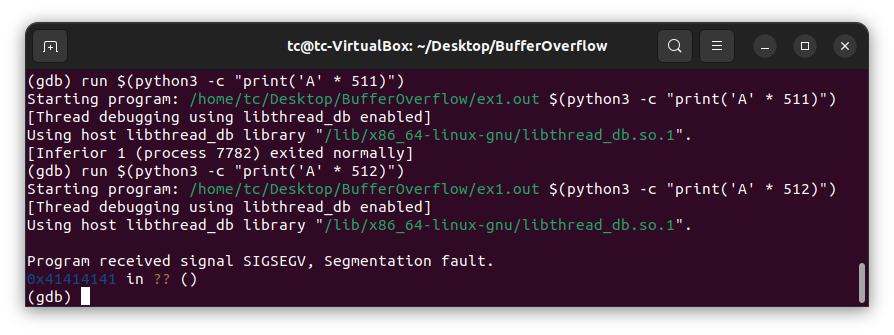 tc@tc-VirtualBox: ~/Desktop/BufferOverflow
(gdb) run $(python3 -c "print('A' * 511)")
Starting program: /home/tc/Desktop/BufferOverflow/ex1.out $(python3 -c "print('A' * 511)")
[Thread debugging using libthread_db enabled]
Using host libthread_db library "/lib/x86_64-linux-gnu/libthread_db.so.1".
[Inferior 1 (process 7782) exited normally]
(gdb) run $(python3 -c "print('A' * 512)")
Starting program: /home/tc/Desktop/BufferOverflow/ex1.out $(python3 -c "print('A' * 512)")
[Thread debugging using libthread_db enabled]
Using host libthread_db library "/lib/x86_64-linux-gnu/libthread_db.so.1".
Program received signal SIGSEGV, Segmentation fault.
0x41414141 in ?? ()
(gdb)